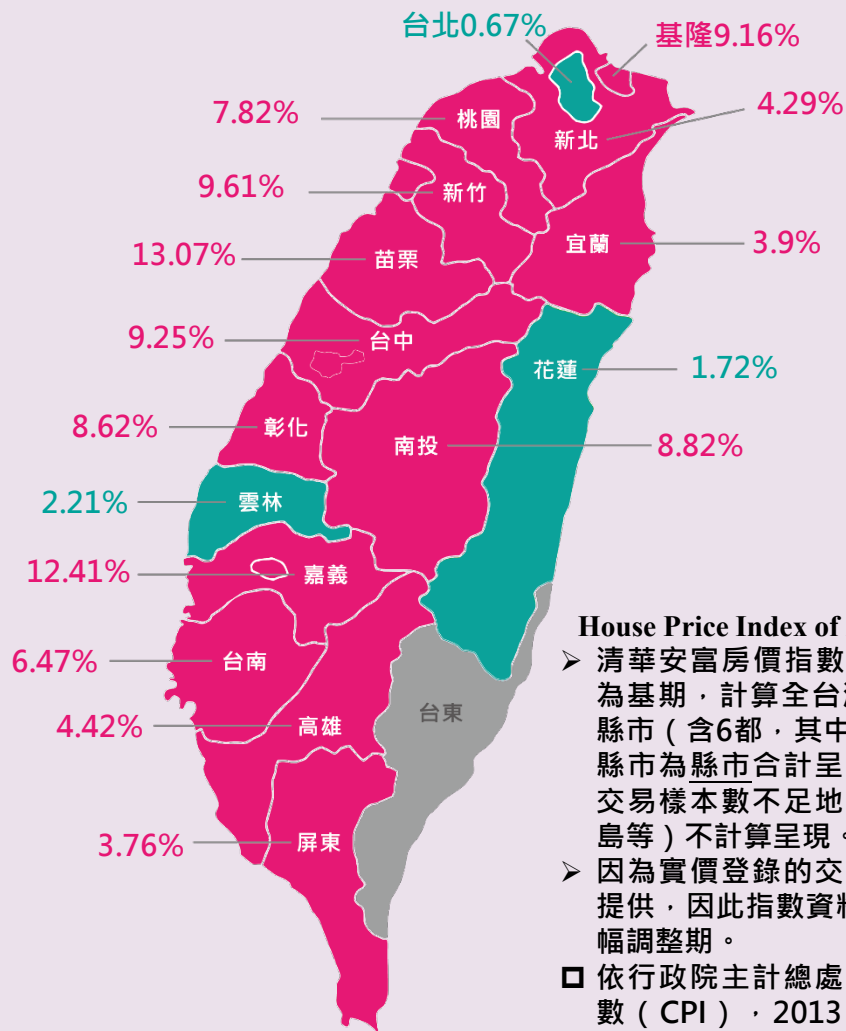 台北0.67%
基隆9.16%
7.82%
桃園
4.29%
新北
9.61%
新竹
13.07%
苗栗
宜蘭
3.9%
9.25%
台中
花蓮
1.72%
8.62%
彰化
南投
8.82%
2.21%
雲林
12.41%
嘉義
6.47%
台南
台東
4.42%
高雄
3.76%
屏東
House Price Index of
➢ 清華安富房價指數
為基期，計算全台
縣市（含6都，其中
縣市為縣市合計呈
交易樣本數不足地
島等）不計算呈現。
➢ 因為實價登錄的交
提供，因此指數資料
幅調整期。
◻ 依行政院主計總處
數（CPI），2013